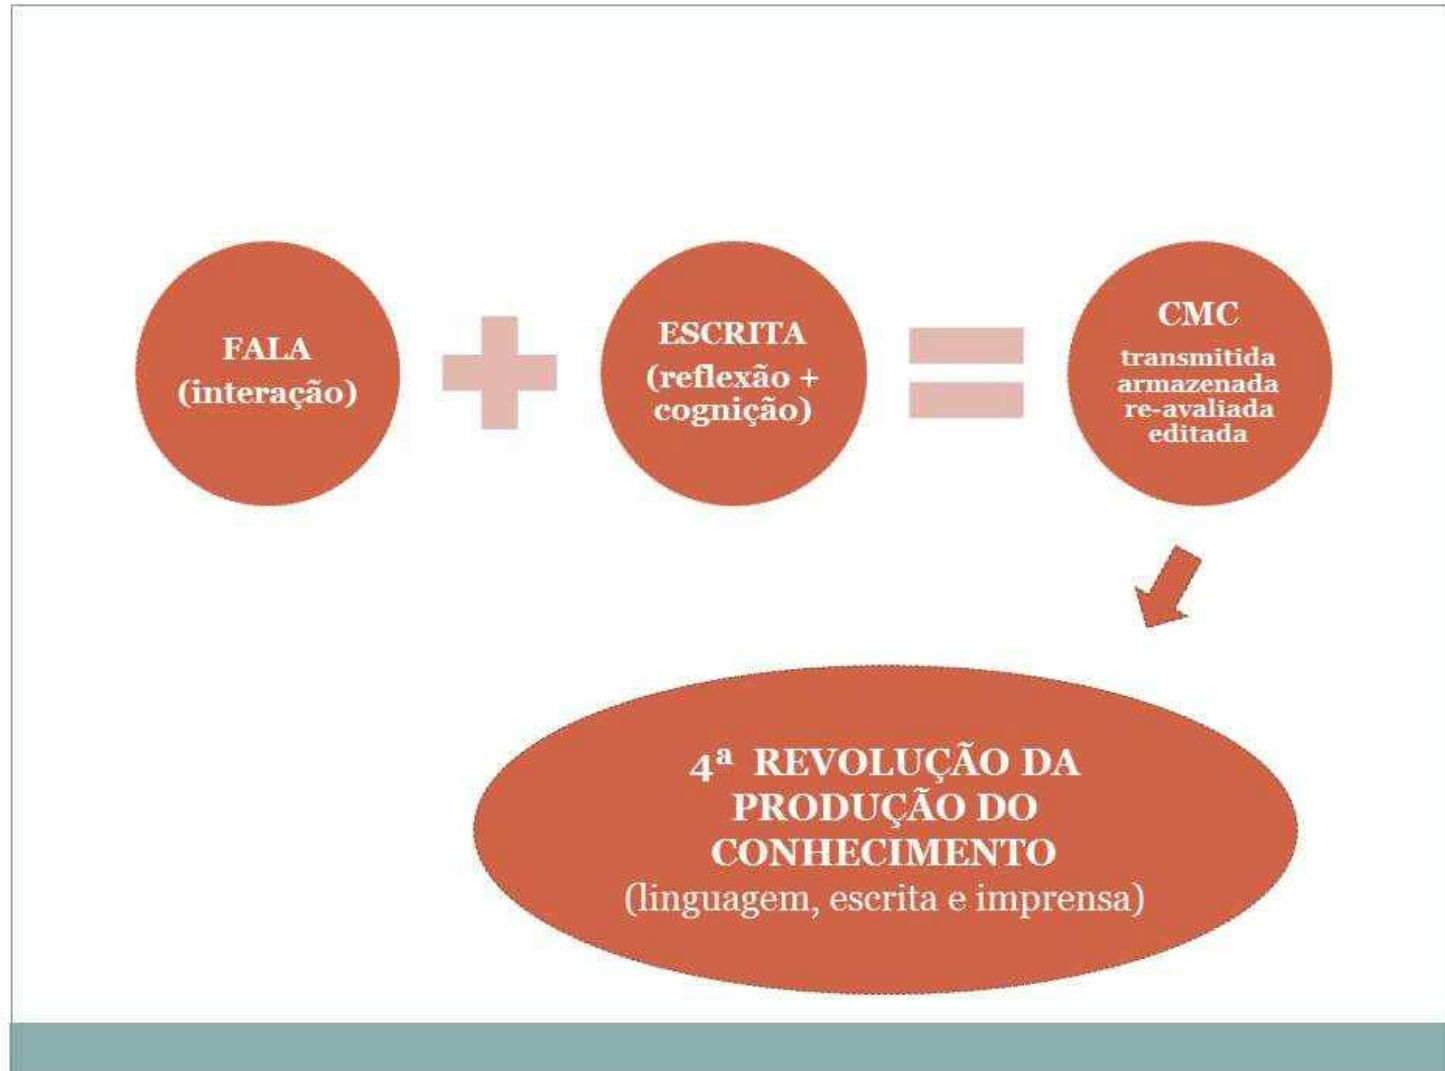 FALA
(interação)
ESCRITA
(reflexão +
cognição)
CMC
transmitida
armazenada
re-avaliada
editada
4ª REVOLUÇÃO DA
PRODUÇÃO DO
CONHECIMENTO
(linguagem, escrita e imprensa)